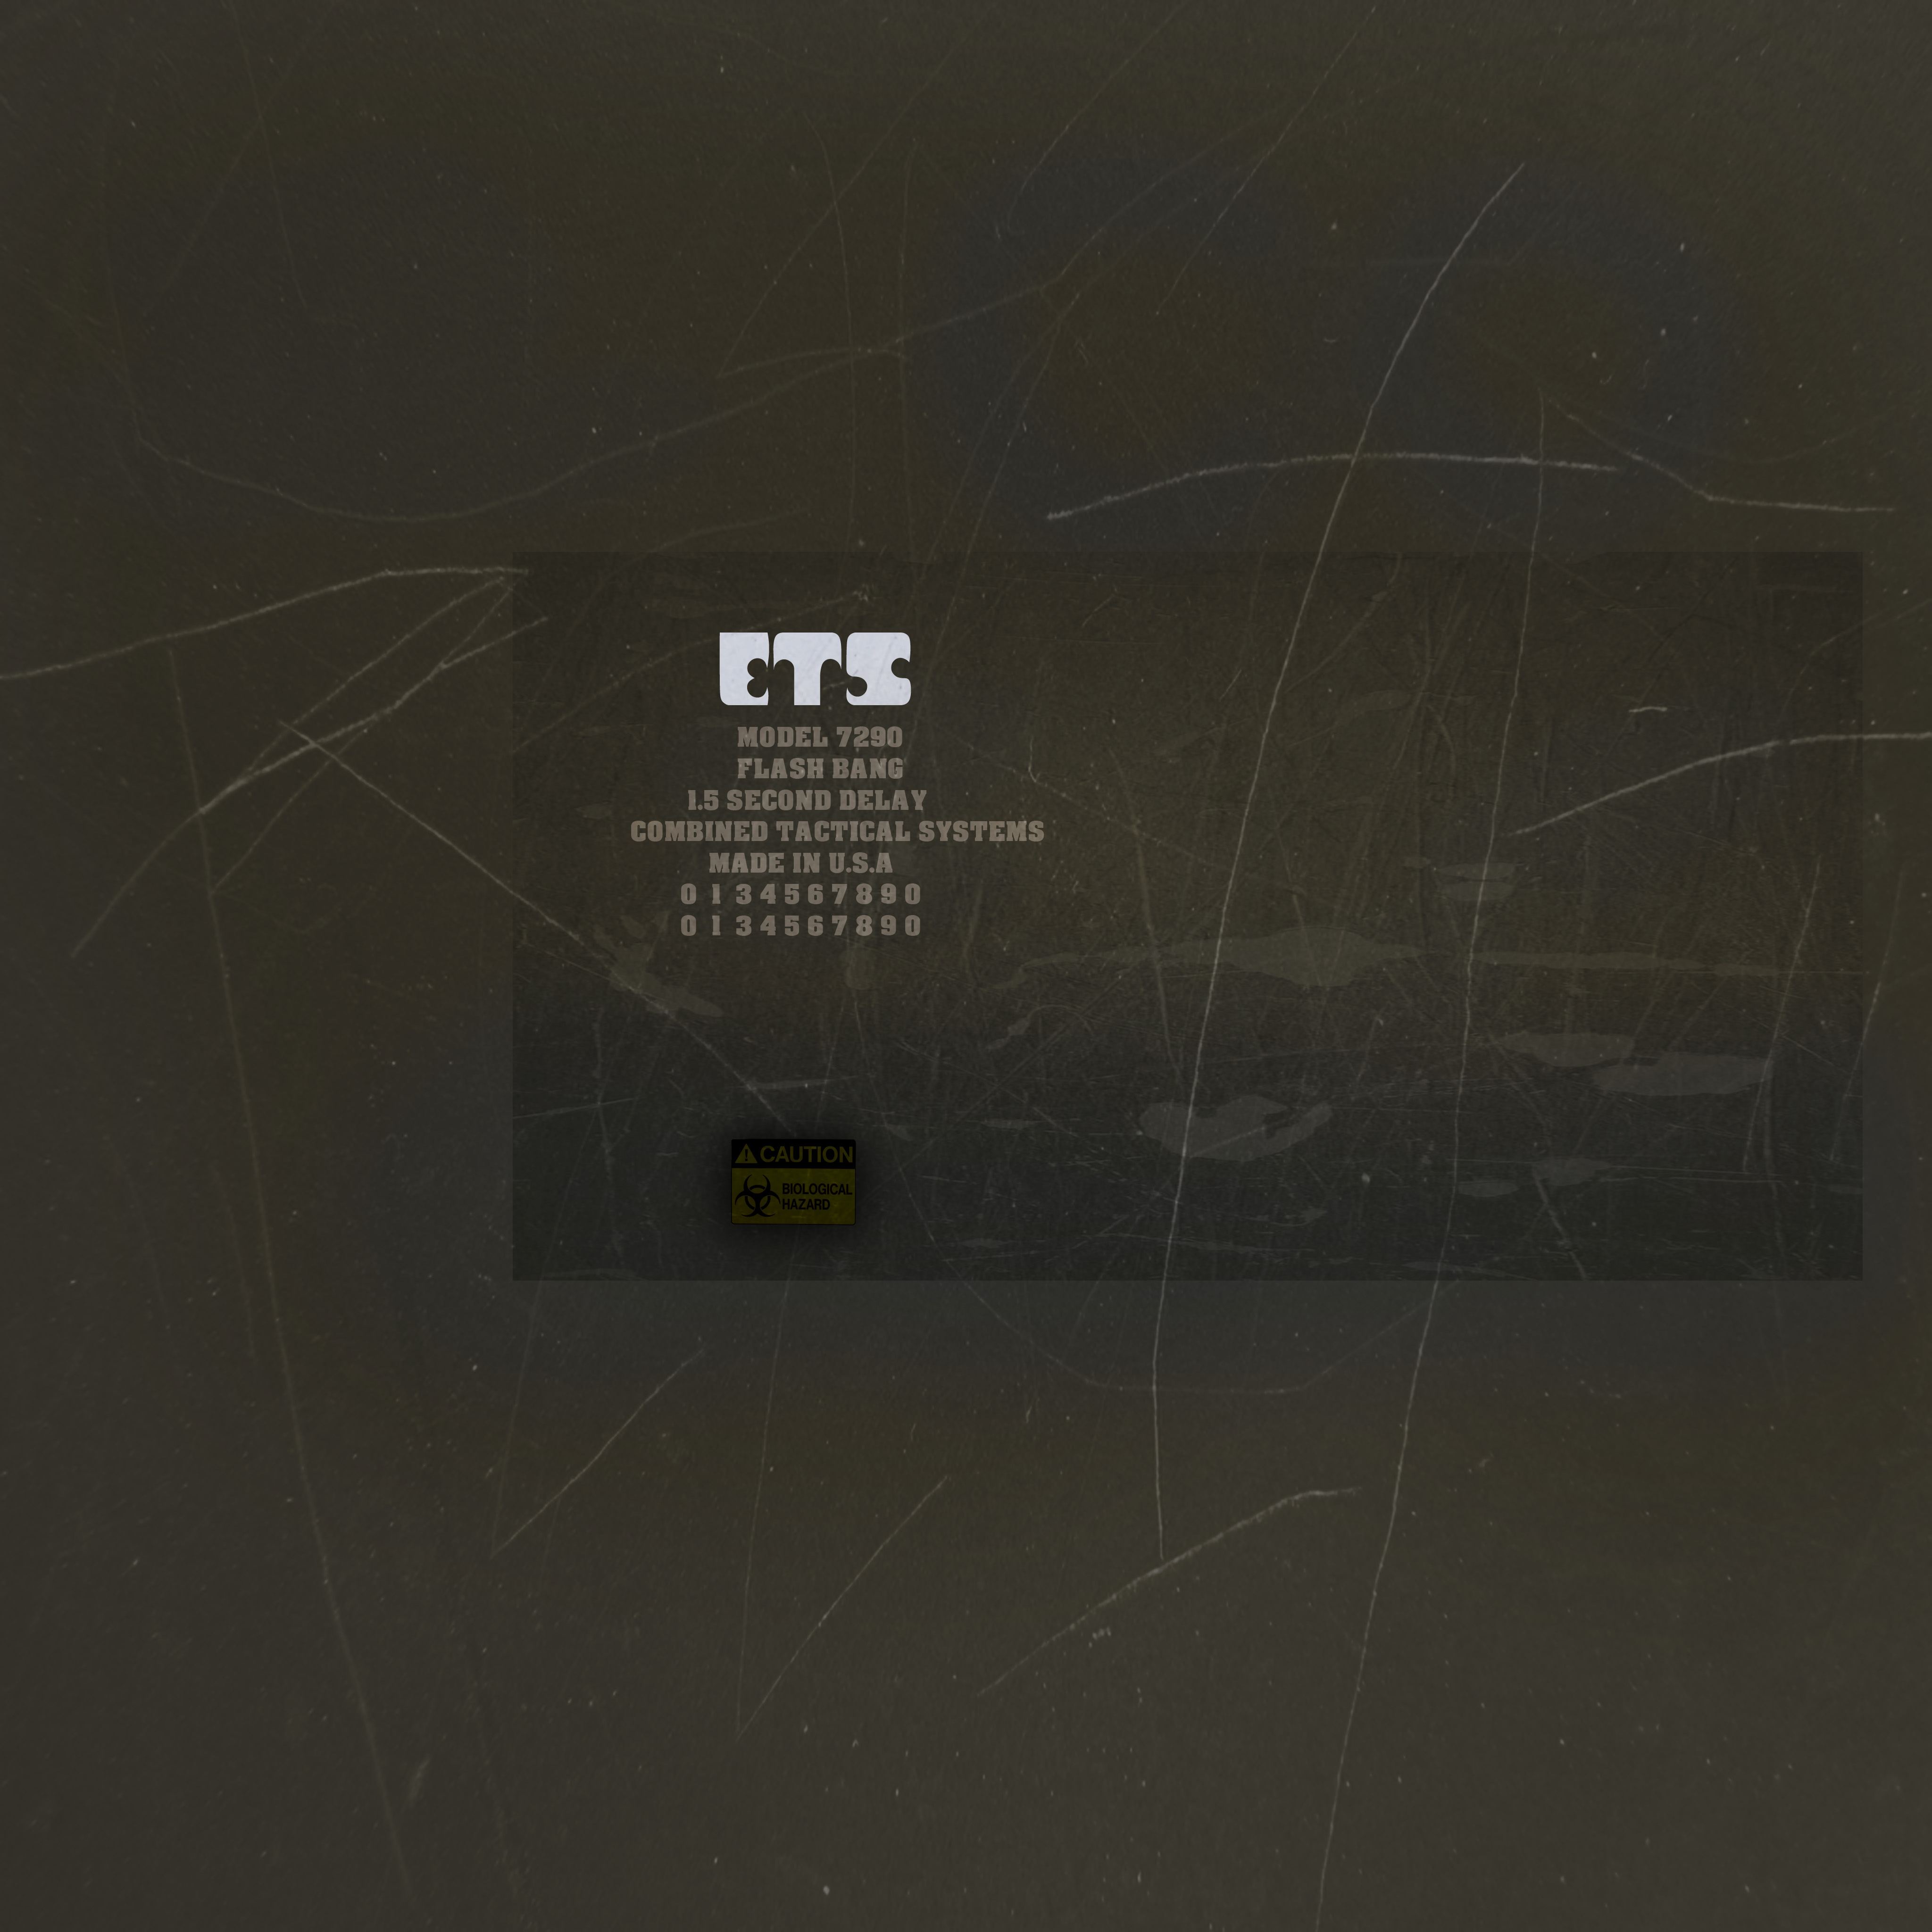 ETS
MODEL 7290
FLASH BANG
1.5 SECOND DELAY
COMBINED TACTICAL SYSTEMS
MADE IN U.S.A
0 1 3 4 5 6 7 8 9 0
0 1 3 4 5 6 7 8 9 0
CAUTION
BIOLOGICAL
HAZARD